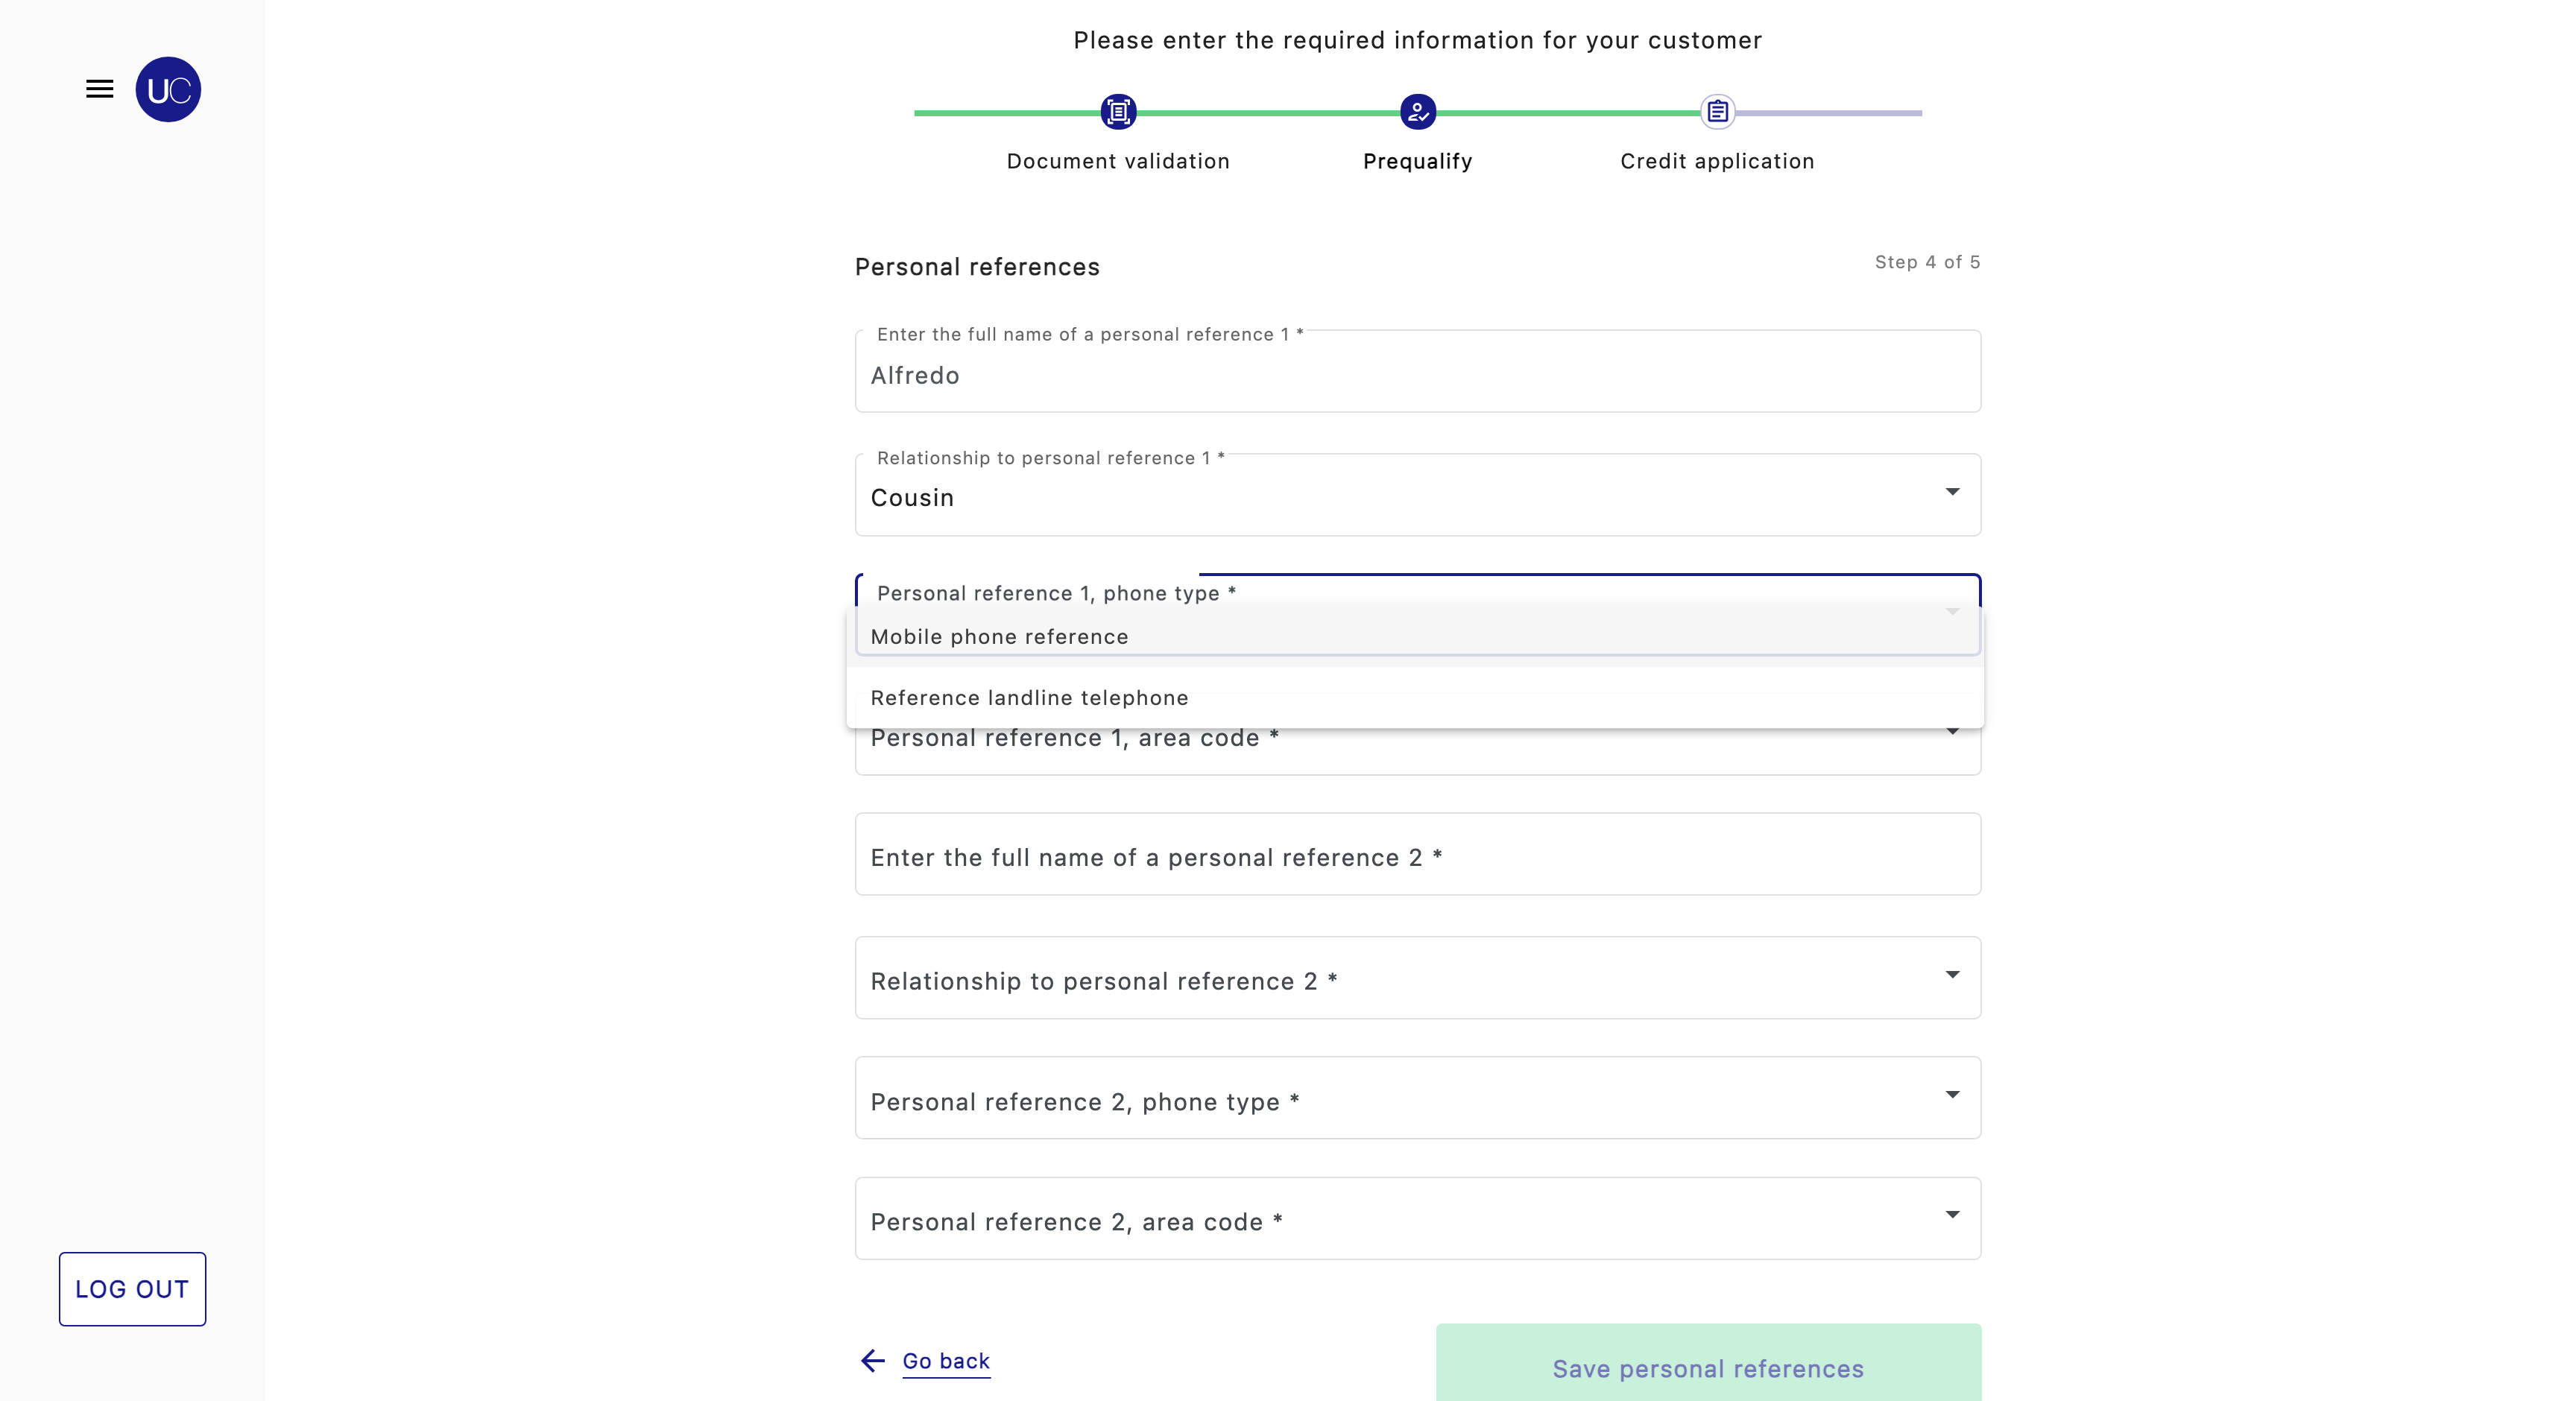 Please enter the required information for your customer
UC
Document validation
Prequalify
Credit application
Personal references
Step 4 of 5
Enter the full name of a personal reference 1 *
Alfredo
Relationship to personal reference 1 *
Cousin
Personal reference 1, phone type *
Mobile phone reference
Reference landline telephone
Personal reference 1, area code *
Enter the full name of a personal reference 2 *
Relationship to personal reference 2 *
Personal reference 2, phone type *
Personal reference 2, area code *
LOG OUT
Go back
Save personal references